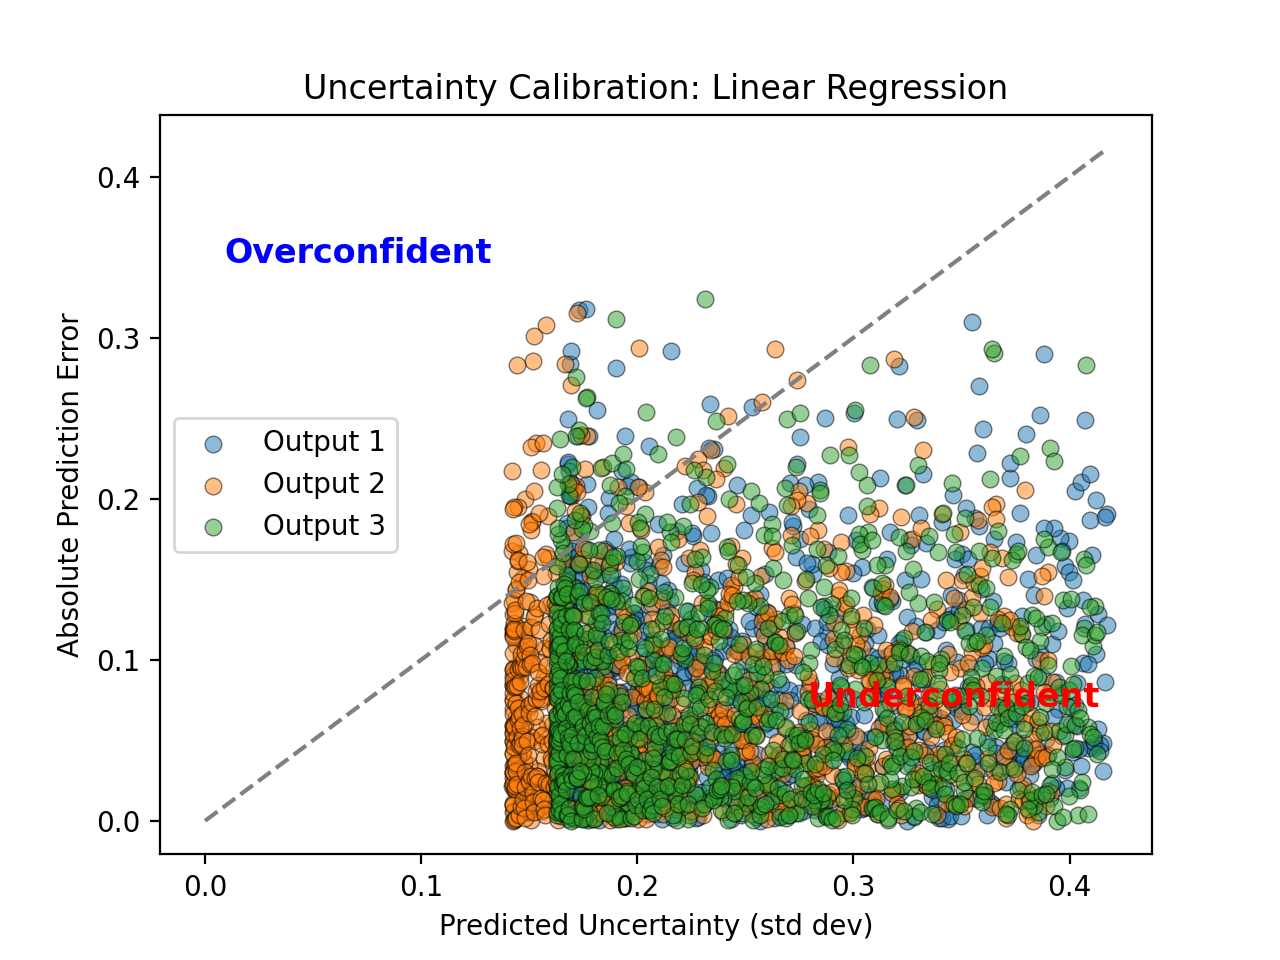 Uncertainty Calibration: Linear Regression
Absolute Prediction Error
0.4
0.3
0.2
0.1
0.0
Overconfident
Output 1
Output 2
Output 3
Underconfident
0.0 0.1 0.2 0.3 0.4
Predicted Uncertainty (std dev)